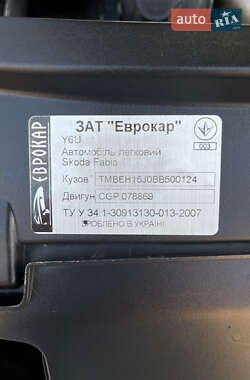 AUTO
RIA
ЄВРОКАР
ЗАТ "Еврокар"
Y6U
003
Автомобіль легковий
Skoda Fabia
Кузов TMBEH15J0BB500124
Двигун CGP 078869
ТУ У 34.1-30913130-013-2007
ЗРОБЛЕНО В УКРАЇНІ